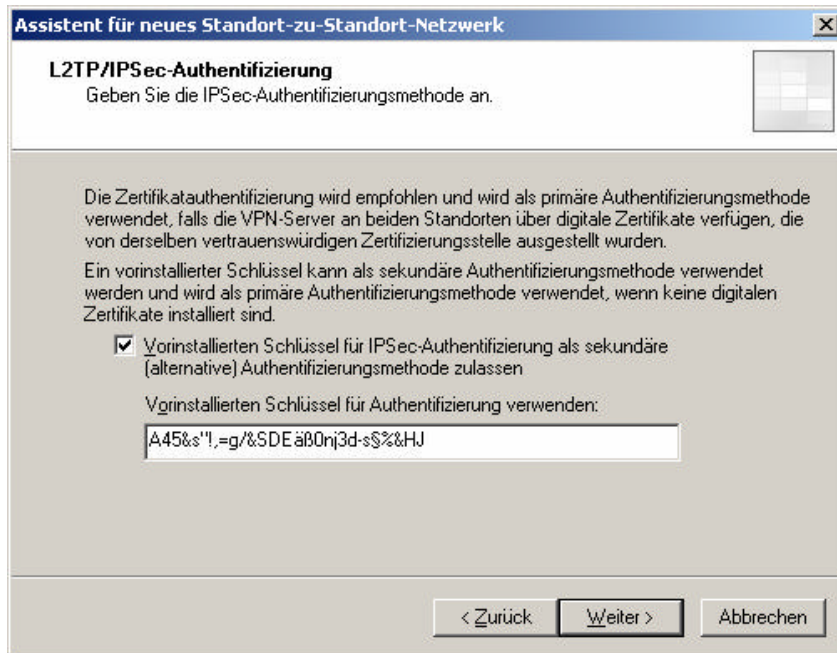 Assistent für neues Standort-zu-Standort-Netzwerk
L2TP/IPSec-Authentifizierung
Geben Sie die IPSec-Authentifizierungsmethode an.
Die Zertifikatauthentifizierung wird empfohlen und wird als primäre Authentifizierungsmethode
verwendet, falls die VPN-Server an beiden Standorten über digitale Zertifikate verfügen, die
von derselben vertrauenswürdigen Zertifizierungsstelle ausgestellt wurden.
Ein vorinstallierter Schlüssel kann als sekundäre Authentifizierungsmethode verwendet
werden und wird als primäre Authentifizierungsmethode verwendet, wenn keine digitalen
Zertifikate installiert sind.
Vorinstallierten Schlüssel für IPSec-Authentifizierung als sekundäre
(alternative) Authentifizierungsmethode zulassen
Vorinstallierten Schlüssel für Authentifizierung verwenden:
A45&s"!,=g/&SDEäß0nj3d-s§%&HJ
< Zurück
Weiter >
Abbrechen